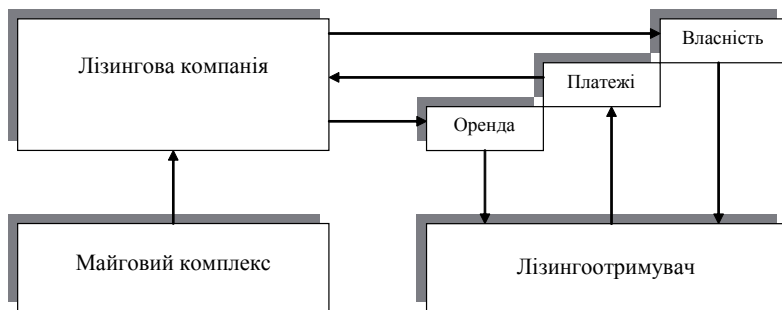 Власність
Лізингова компанія
Платежі
Оренда
Майговий комплекс
Лізингоотримувач